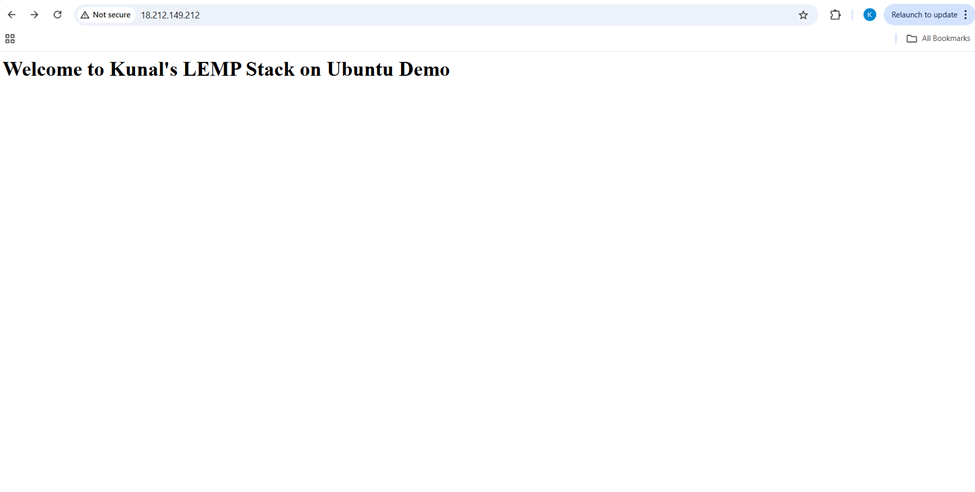 Not secure 18.212.149.212 K Relaunch to update
All Bookmarks
Welcome to Kunal's LEMP Stack on Ubuntu Demo